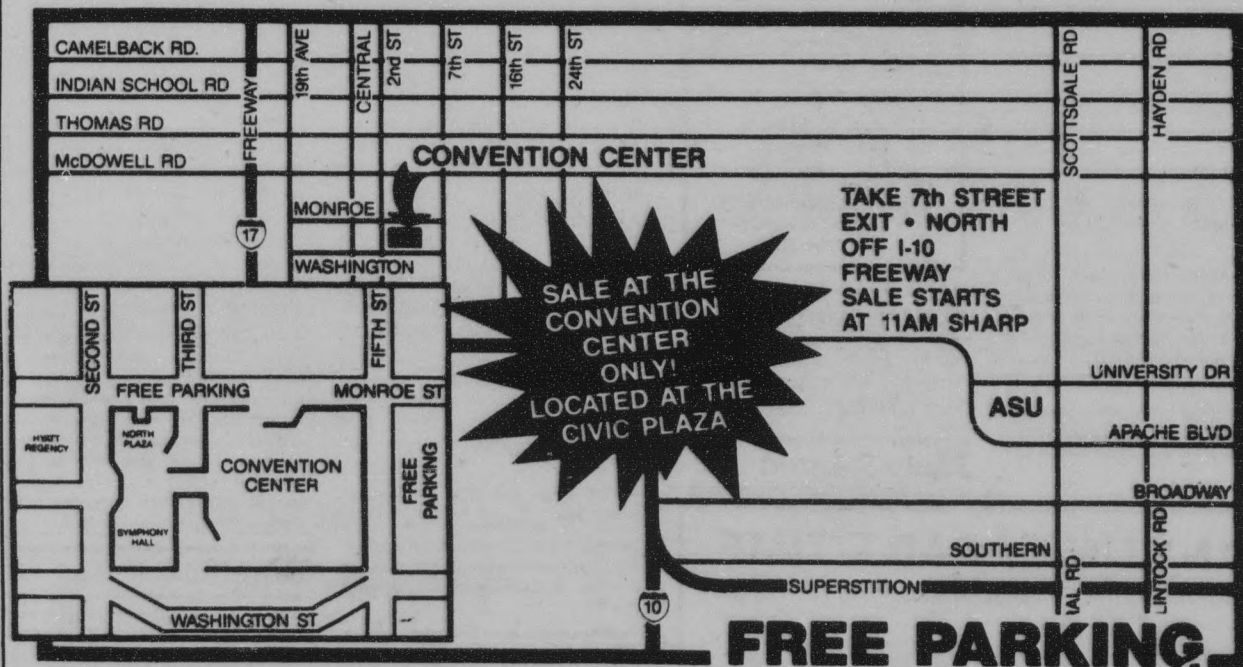 CAMELBACK RD.
INDIAN SCHOOL RD
THOMAS RD
McDOWELL RD
FREEWAY
17
19th AVE
CENTRAL
2nd ST
7th ST
16th ST
24th ST
SCOTTSDALE RD
HAYDEN RD
CONVENTION CENTER
MONROE
WASHINGTON
TAKE 7th STREET
EXIT • NORTH
OFF I-10
FREEWAY
SALE STARTS
AT 11AM SHARP
SALE AT THE
CONVENTION
CENTER
ONLY!
LOCATED AT THE
CIVIC PLAZA
SECOND ST
THIRD ST
FIFTH ST
FREE PARKING
MONROE ST
HYATT
REGENCY
NORTH
PLAZA
CONVENTION
CENTER
FREE
PARKING
SYMPHONY
HALL
WASHINGTON ST
UNIVERSITY DR
ASU
APACHE BLVD
BROADWAY
SOUTHERN
SUPERSTITION
IAL RD
LINTOCK RD
10
FREE PARKING